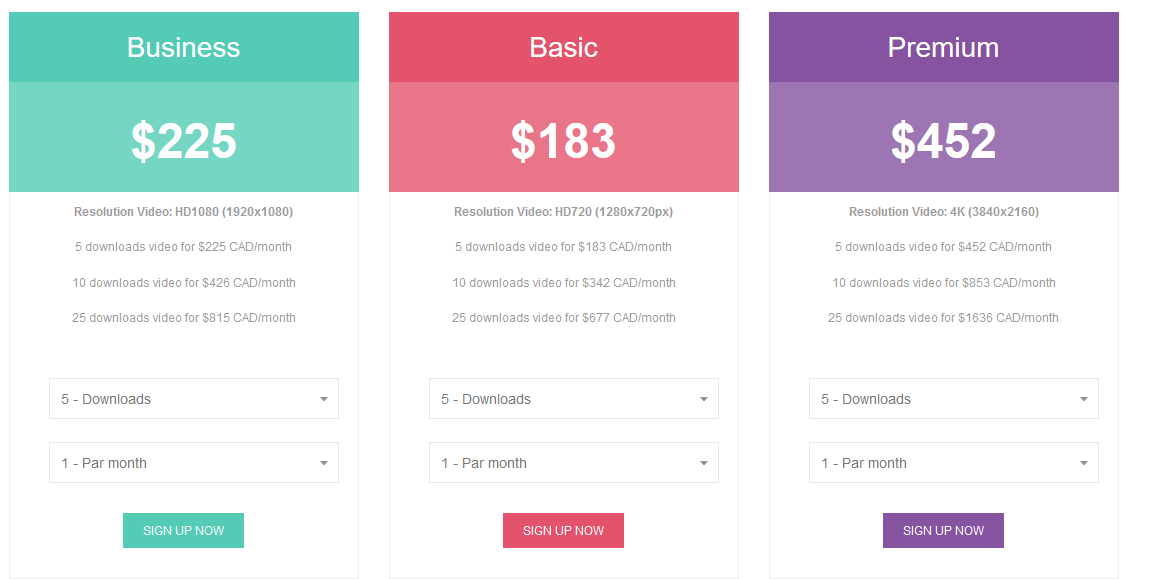 Business
$225
Resolution Video: HD1080 (1920x1080)
5 downloads video for $225 CAD/month
10 downloads video for $426 CAD/month
25 downloads video for $815 CAD/month
5 - Downloads
1 - Par month
SIGN UP NOW
Basic
$183
Resolution Video: HD720 (1280x720px)
5 downloads video for $183 CAD/month
10 downloads video for $342 CAD/month
25 downloads video for $677 CAD/month
5 - Downloads
1 - Par month
SIGN UP NOW
Premium
$452
Resolution Video: 4K (3840x2160)
5 downloads video for $452 CAD/month
10 downloads video for $853 CAD/month
25 downloads video for $1636 CAD/month
5 - Downloads
1 - Par month
SIGN UP NOW